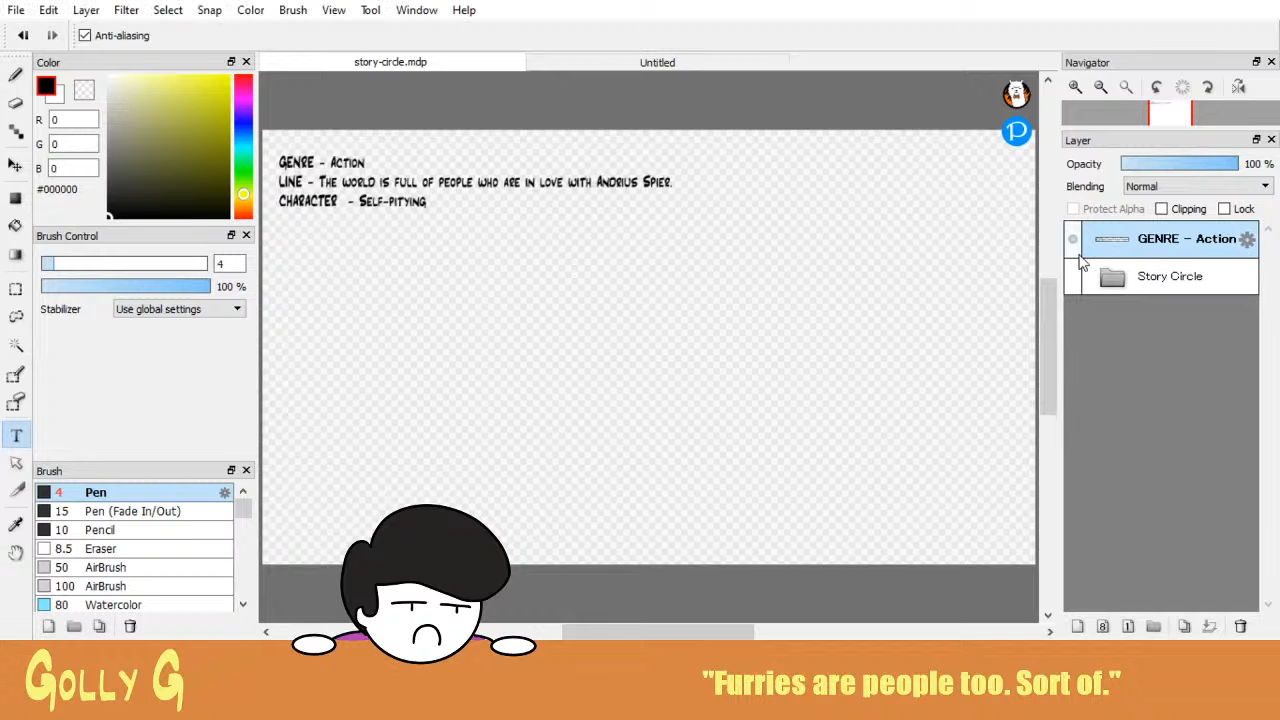 File Edit Layer Filter Select Snap Color Brush View Tool Window Help
Anti-aliasing
Color
story-circle.mdp
Untitled
Navigator
R 0
G 0
B 0
#000000
Brush Control
4
100 %
Stabilizer Use global settings
GENRE - Action
LINE - The world is full of people who are in love with Andrius Spier.
CHARACTER - Self-pitying
Layer
Opacity 100 %
Blending Normal
Protect Alpha Clipping Lock
GENRE - Action
Story Circle
Brush
4 Pen
15 Pen (Fade In/Out)
10 Pencil
8.5 Eraser
50 AirBrush
100 AirBrush
80 Watercolor
Golly G
"Furries are people too. Sort of."